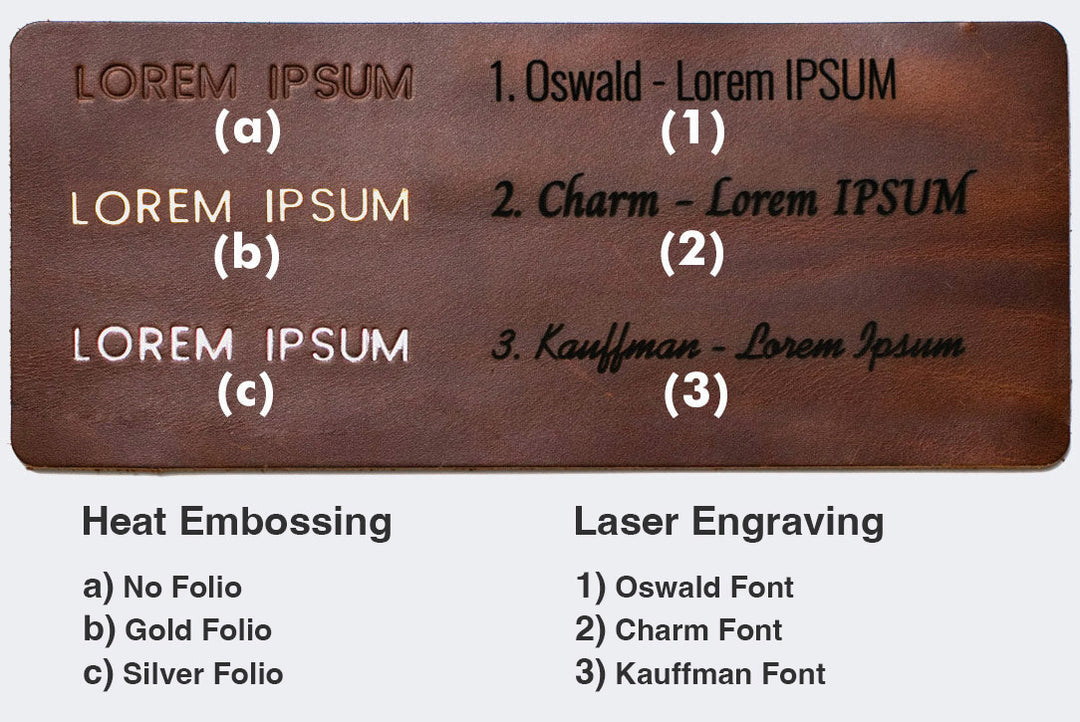 LOREM IPSUM
(a)
LOREM IPSUM
(b)
LOREM IPSUM
(c)
1. Oswald - Lorem IPSUM
(1)
2. Charm - Lorem IPSUM
(2)
3. Kauffman - Lorem Ipsum
(3)
Heat Embossing
a) No Folio
b) Gold Folio
c) Silver Folio
Laser Engraving
1) Oswald Font
2) Charm Font
3) Kauffman Font